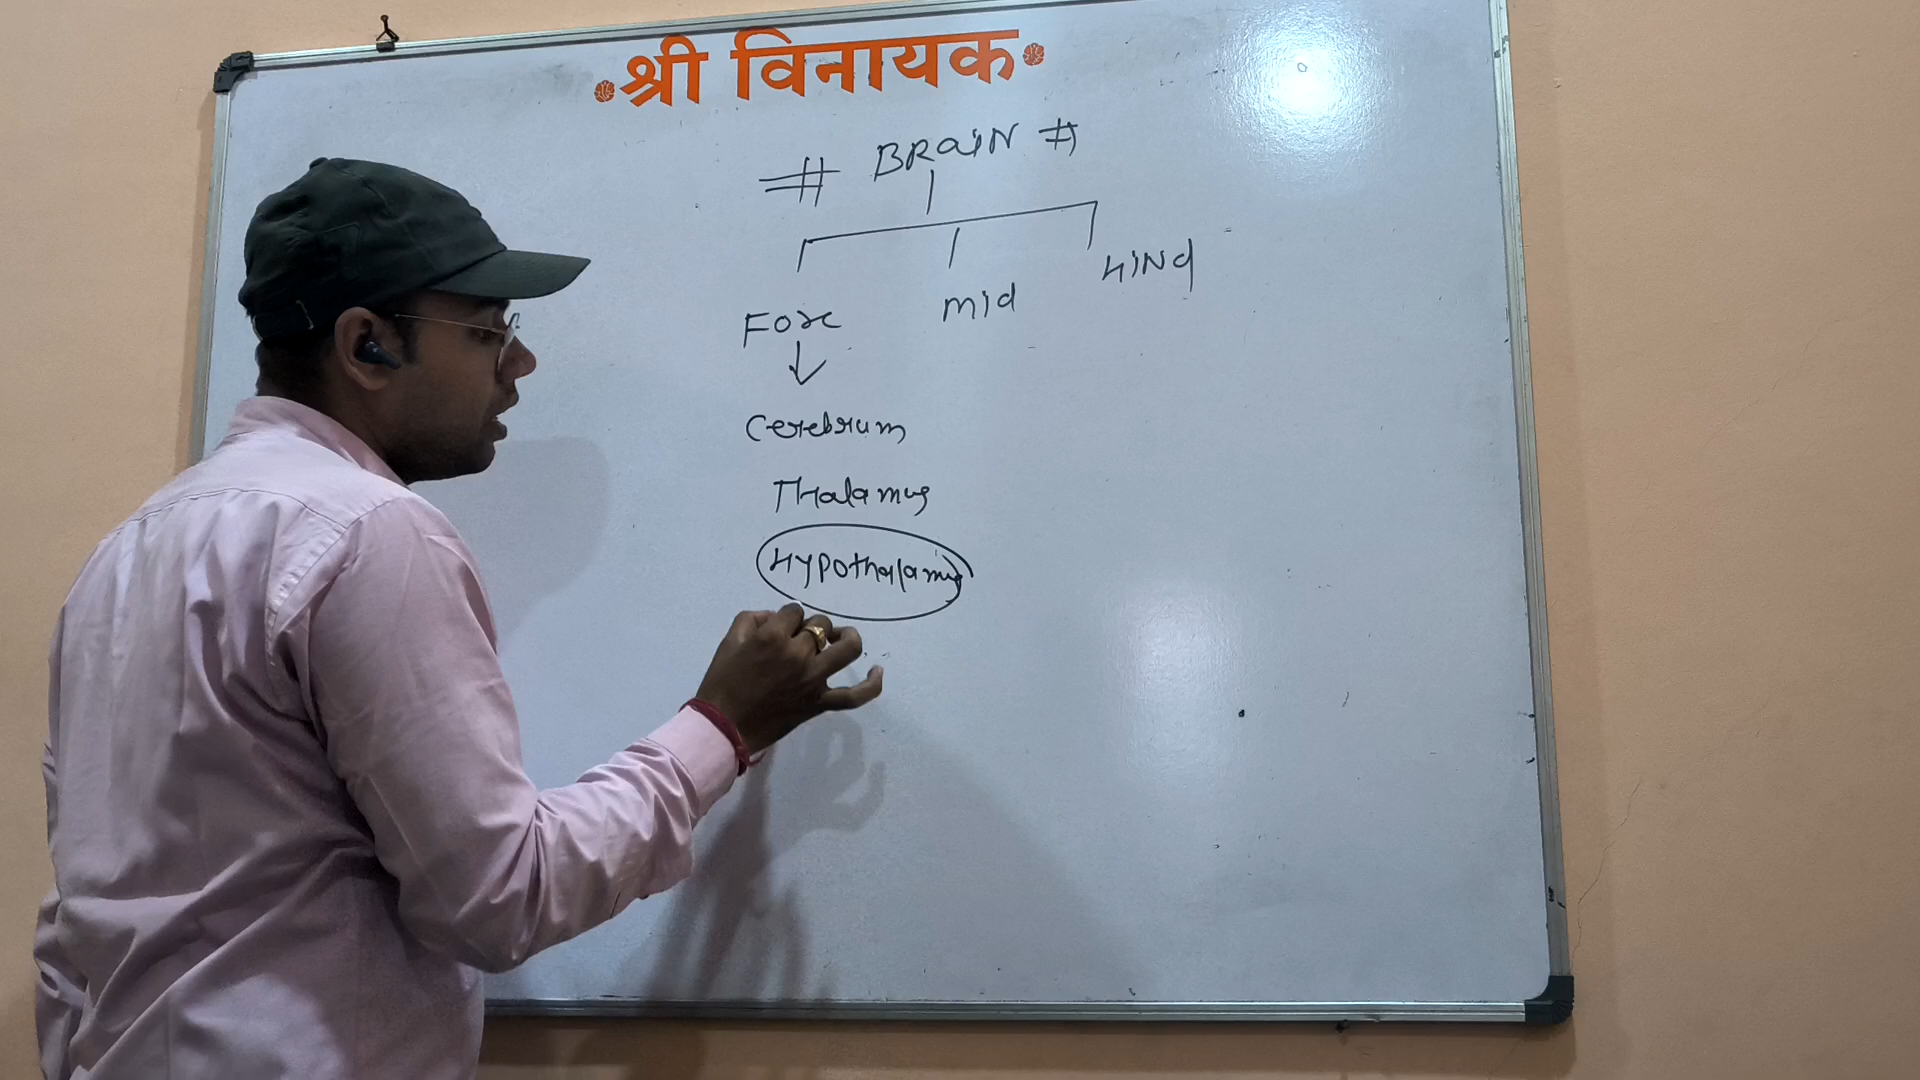 श्री विनायक
# BRAIN #
Fore mid HINd
Cerebrum
Thalamus
Hypothalamus